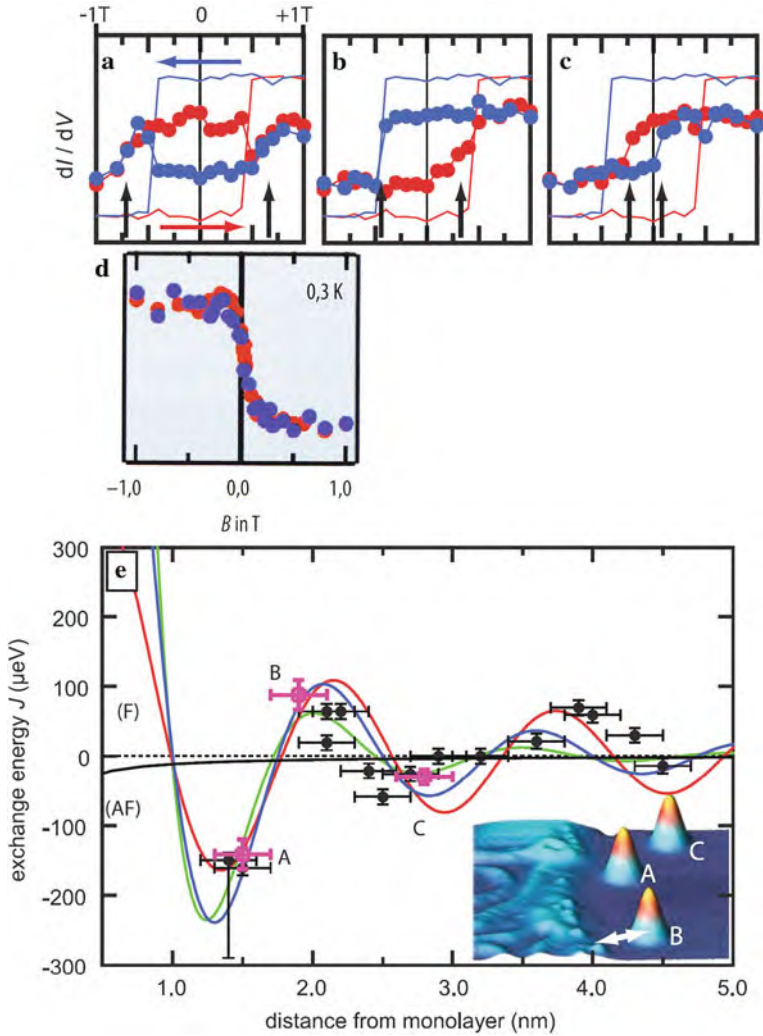 -1T 0 +1T
a b c
dI / dV
d
0,3 K
−1,0 0,0 1,0
B in T
e
300
200
100
0
-100
-200
-300
exchange energy J (µeV)
(F)
(AF)
B
A
C
A
C
B
1.0 2.0 3.0 4.0 5.0
distance from monolayer (nm)